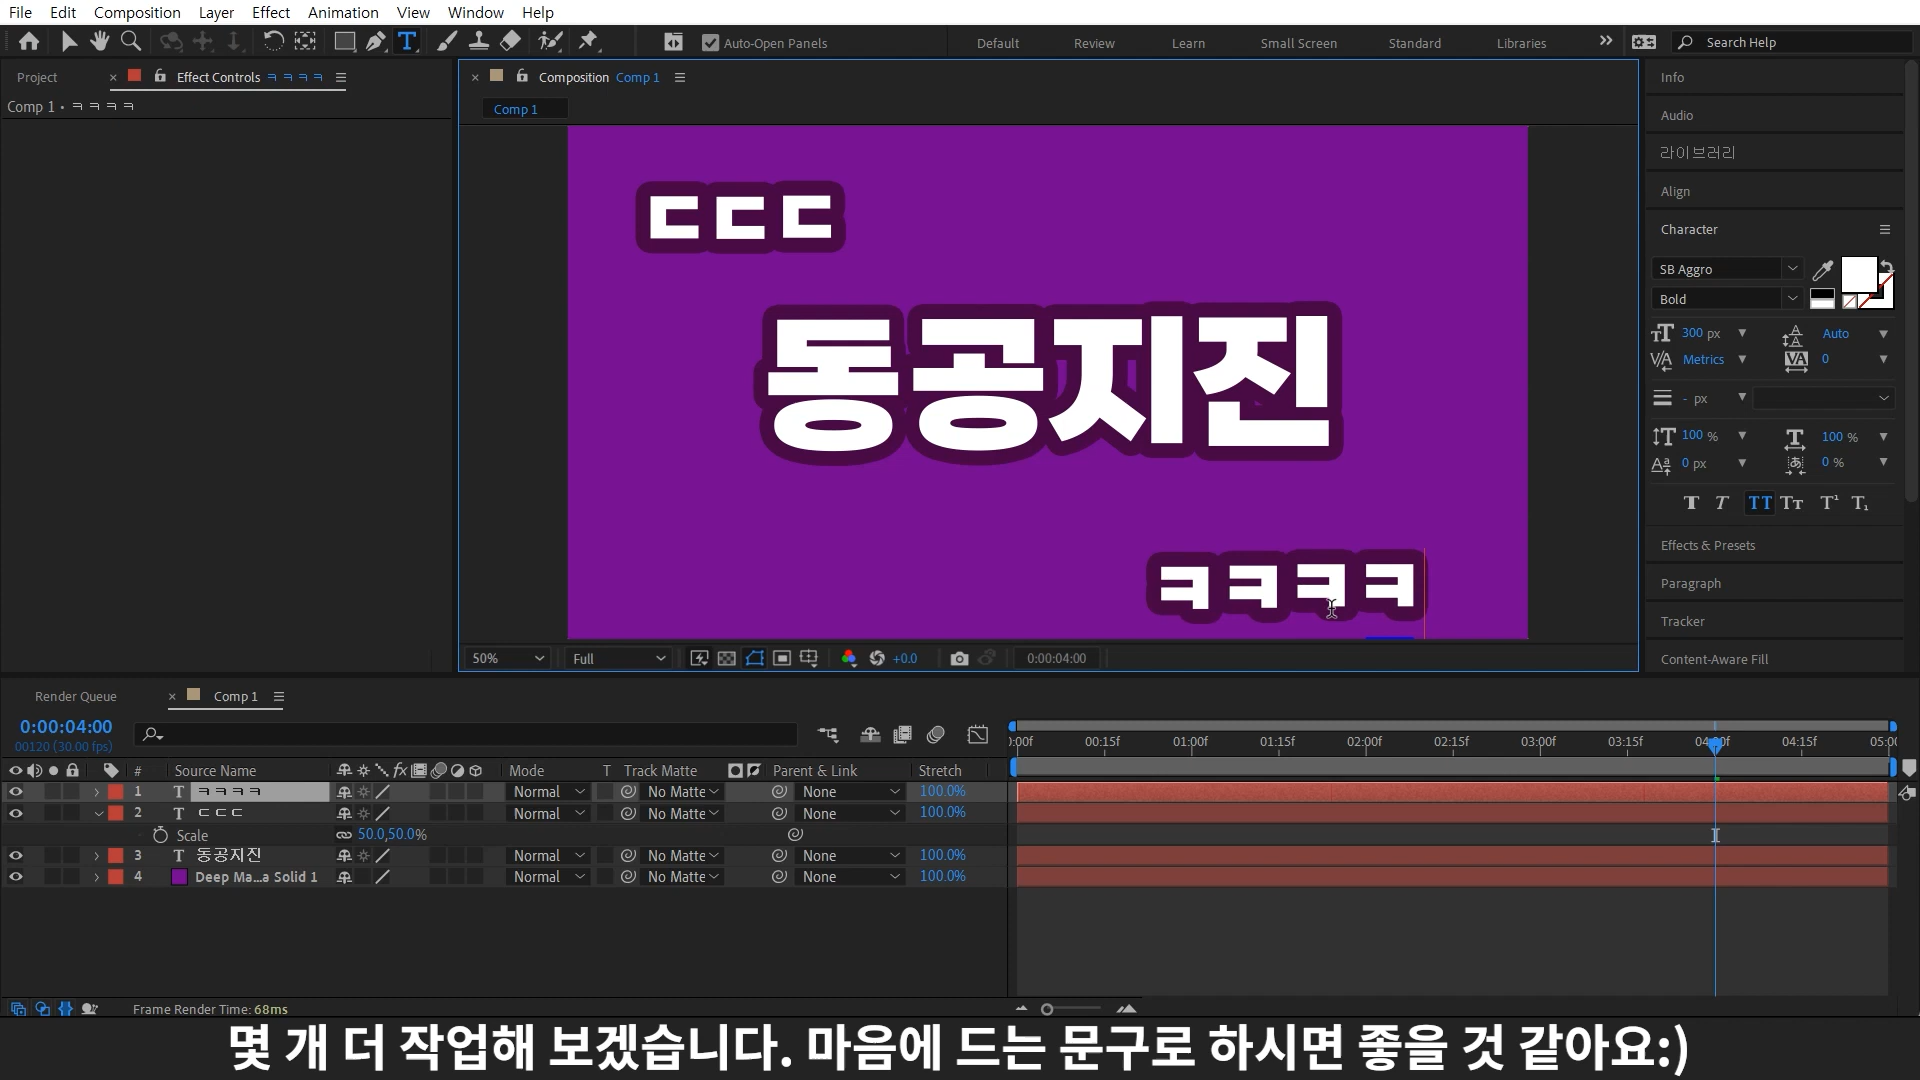 File Edit Composition Layer Effect Animation View Window Help
Auto-Open Panels Default Review Learn Small Screen Standard Libraries Search Help
Project Effect Controls ㅋㅋㅋㅋ
Comp 1 • ㅋㅋㅋㅋ
Composition Comp 1
Comp 1
ㄷㄷㄷ
동공지진
ㅋㅋㅋㅋ
50% Full +0.0 0:00:04:00
Info
Audio
라이브러리
Align
Character
SB Aggro
Bold
300 px Auto
Metrics 0
- px
100 % 100 %
0 px 0 %
Effects & Presets
Paragraph
Tracker
Content-Aware Fill
Render Queue Comp 1
0:00:04:00
00120 (30.00 fps)
):00f 00:15f 01:00f 01:15f 02:00f 02:15f 03:00f 03:15f 04:00f 04:15f 05:00
# Source Name Mode T Track Matte Parent & Link Stretch
1 T ㅋㅋㅋㅋ Normal No Matte None 100.0%
2 T ㄷㄷㄷ Normal No Matte None 100.0%
Scale 50.0,50.0%
3 T 동공지진 Normal No Matte None 100.0%
4 Deep Ma...a Solid 1 Normal No Matte None 100.0%
Frame Render Time: 68ms
몇 개 더 작업해 보겠습니다. 마음에 드는 문구로 하시면 좋을 것 같아요:)